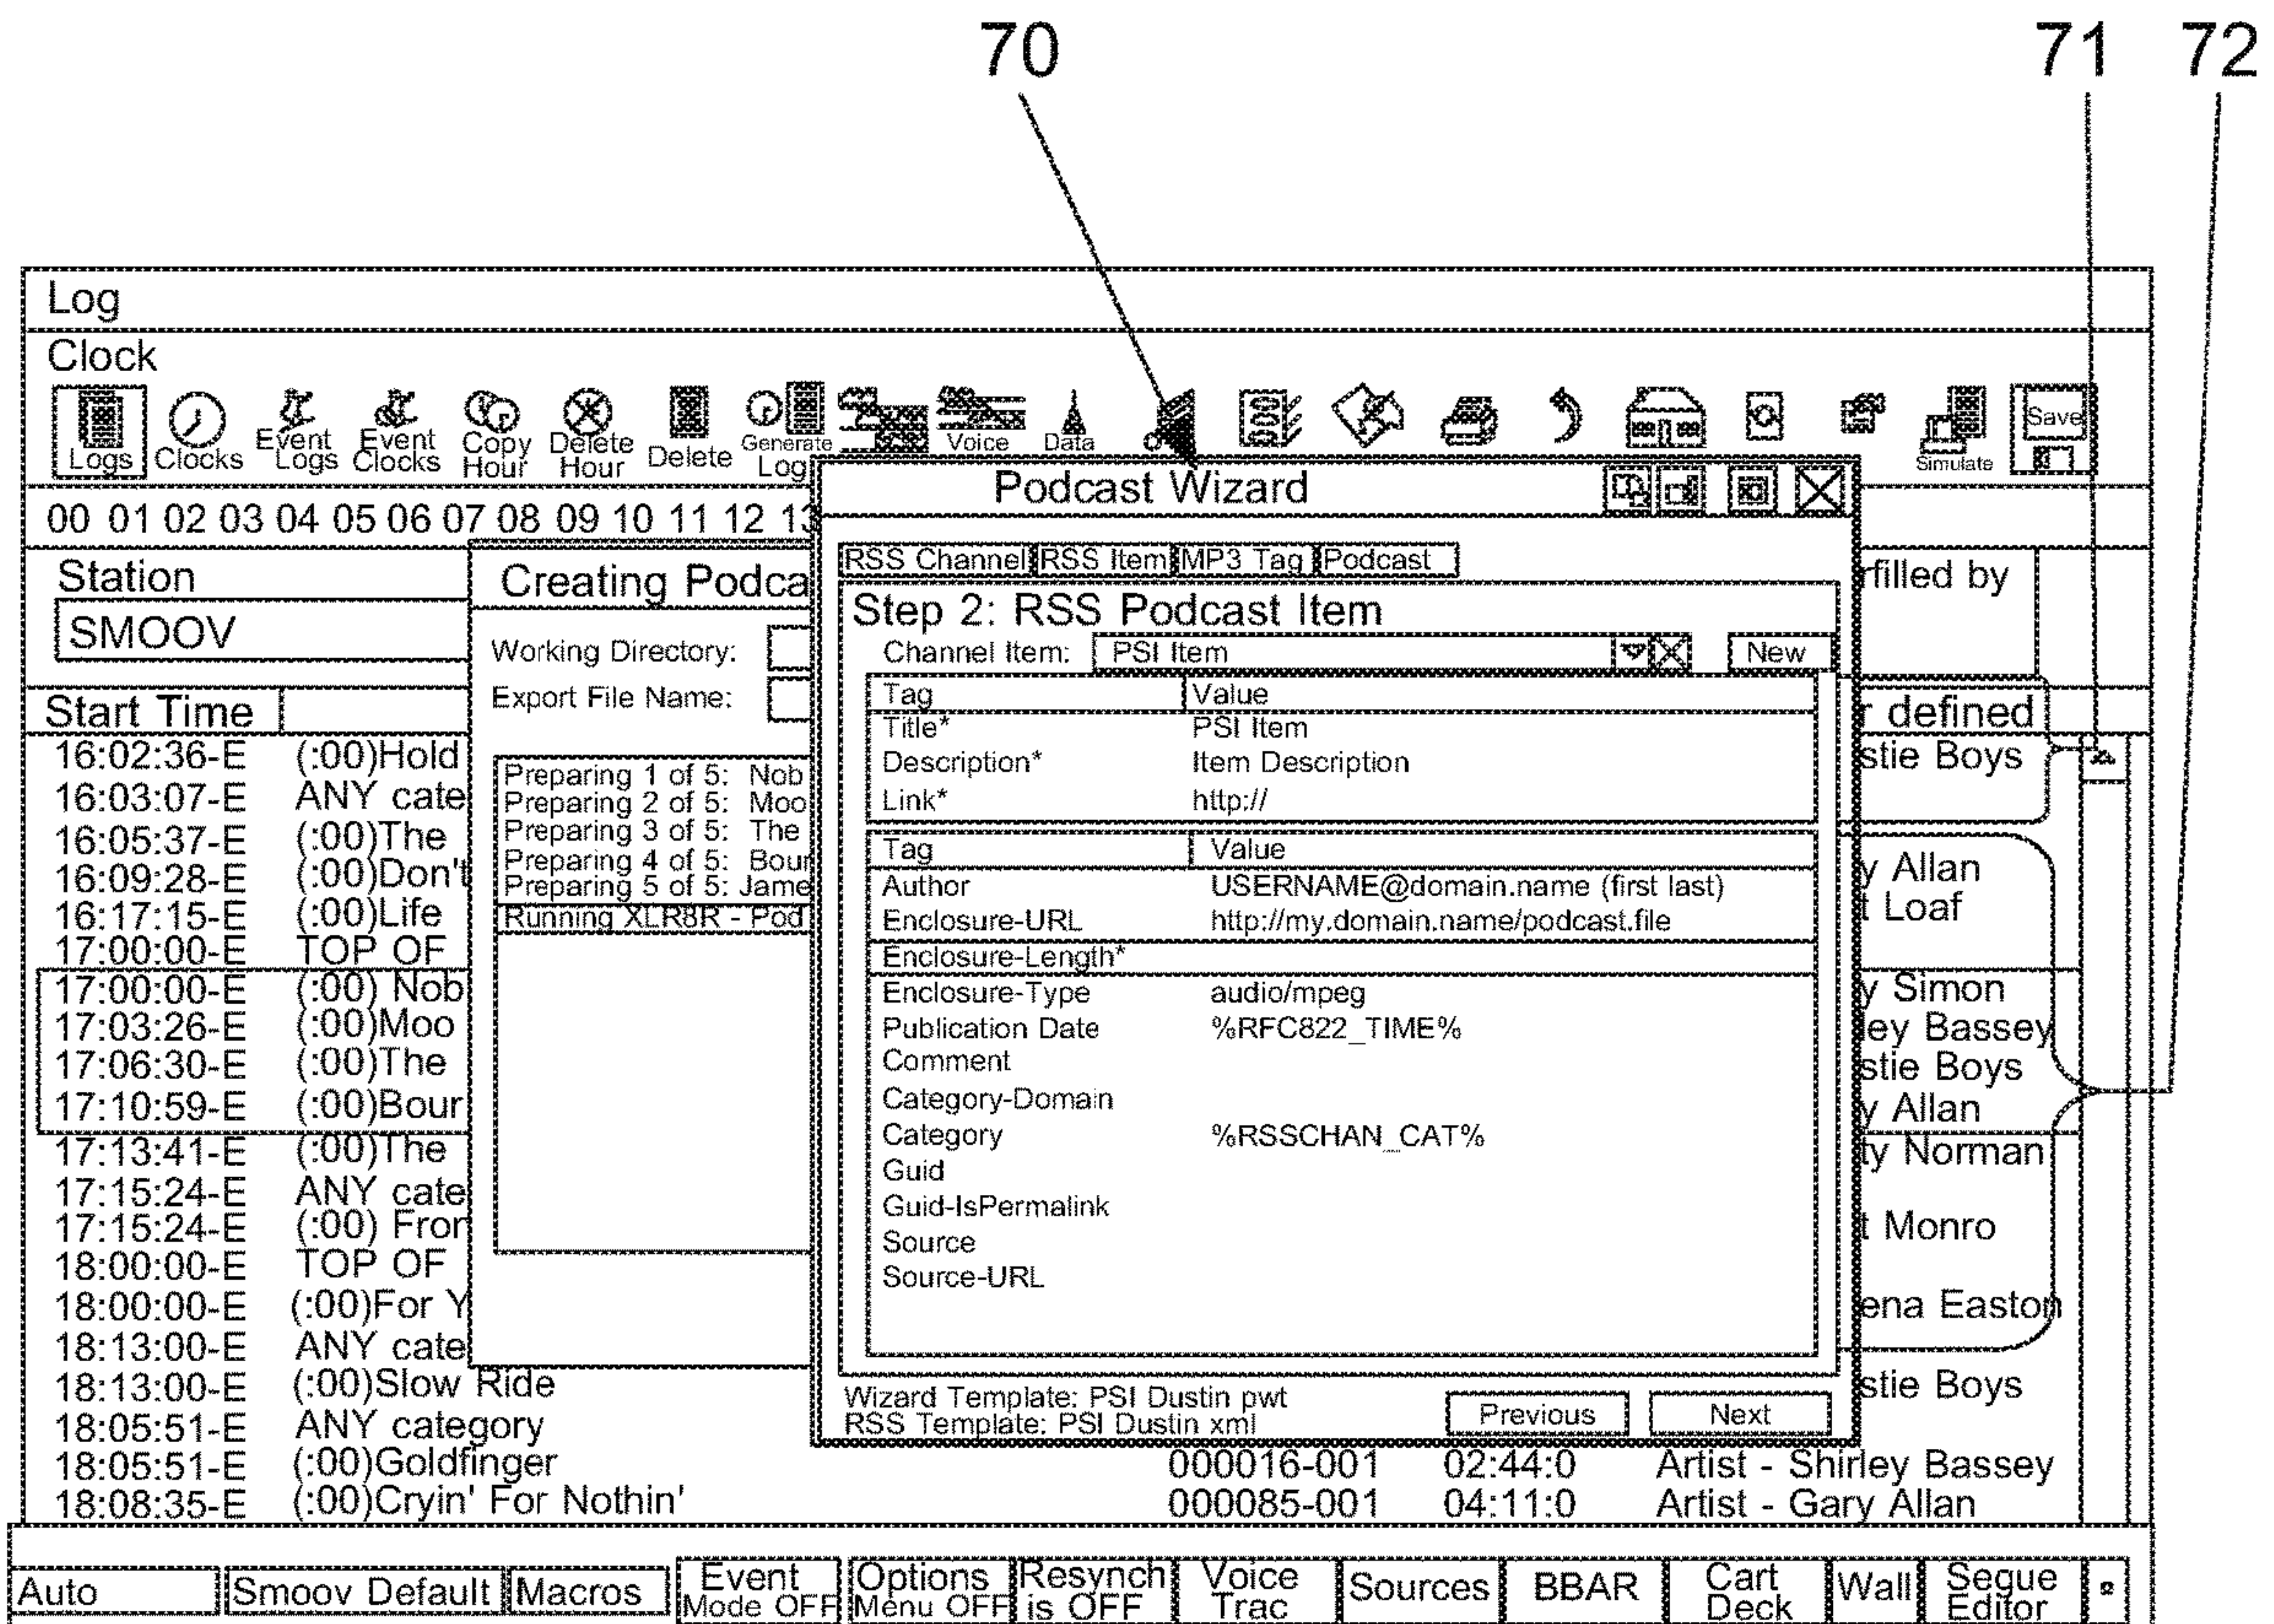 70
71 72
Log
Clock
Logs Clocks Event Logs Event Clocks Copy Hour Delete Hour Delete Generate Log Voice Data Simulate Save
00 01 02 03 04 05 06 07 08 09 10 11 12 13
Station
SMOOV
Start Time
16:02:36-E (:00)Hold
16:03:07-E ANY cate
16:05:37-E (:00)The
16:09:28-E (:00)Don't
16:17:15-E (:00)Life
17:00:00-E TOP OF
17:00:00-E (:00) Nob
17:03:26-E (:00)Moo
17:06:30-E (:00)The
17:10:59-E (:00)Bour
17:13:41-E (:00)The
17:15:24-E ANY cate
17:15:24-E (:00) Fror
18:00:00-E TOP OF
18:00:00-E (:00)For Y
18:13:00-E ANY cate
18:13:00-E (:00)Slow Ride
18:05:51-E ANY category
18:05:51-E (:00)Goldfinger 000016-001 02:44:0 Artist - Shirley Bassey
18:08:35-E (:00)Cryin' For Nothin' 000085-001 04:11:0 Artist - Gary Allan
Creating Podca
Working Directory:
Export File Name:
Preparing 1 of 5: Nob
Preparing 2 of 5: Moo
Preparing 3 of 5: The
Preparing 4 of 5: Bour
Preparing 5 of 5: Jame
Running XLR8R - Pod
Podcast Wizard
RSS Channel RSS Item MP3 Tag Podcast
Step 2: RSS Podcast Item
Channel Item: PSI Item New
Tag Value
Title* PSI Item
Description* Item Description
Link* http://
Tag Value
Author USERNAME@domain.name (first last)
Enclosure-URL http://my.domain.name/podcast.file
Enclosure-Length*
Enclosure-Type audio/mpeg
Publication Date %RFC822_TIME%
Comment
Category-Domain
Category %RSSCHAN_CAT%
Guid
Guid-IsPermalink
Source
Source-URL
Wizard Template: PSI Dustin pwt
RSS Template: PSI Dustin xml
Previous Next
rfilled by
r defined
stie Boys
y Allan
t Loaf
y Simon
ley Bassey
stie Boys
y Allan
ty Norman
t Monro
ena Easton
stie Boys
Auto Smoov Default Macros Event Mode OFF Options Menu OFF Resynch is OFF Voice Trac Sources BBAR Cart Deck Wall Segue Editor